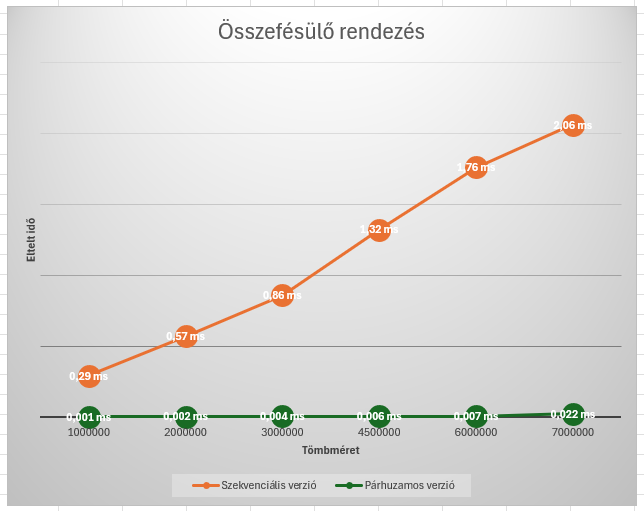 Összefésülő rendezés
Eltelt idő
2,06 ms
1,76 ms
1,32 ms
0,86 ms
0,57 ms
0,29 ms
0,001 ms 0,002 ms 0,004 ms 0,006 ms 0,007 ms 0,022 ms
1000000 2000000 3000000 4500000 6000000 7000000
Tömbméret
Szekvenciális verzió Párhuzamos verzió